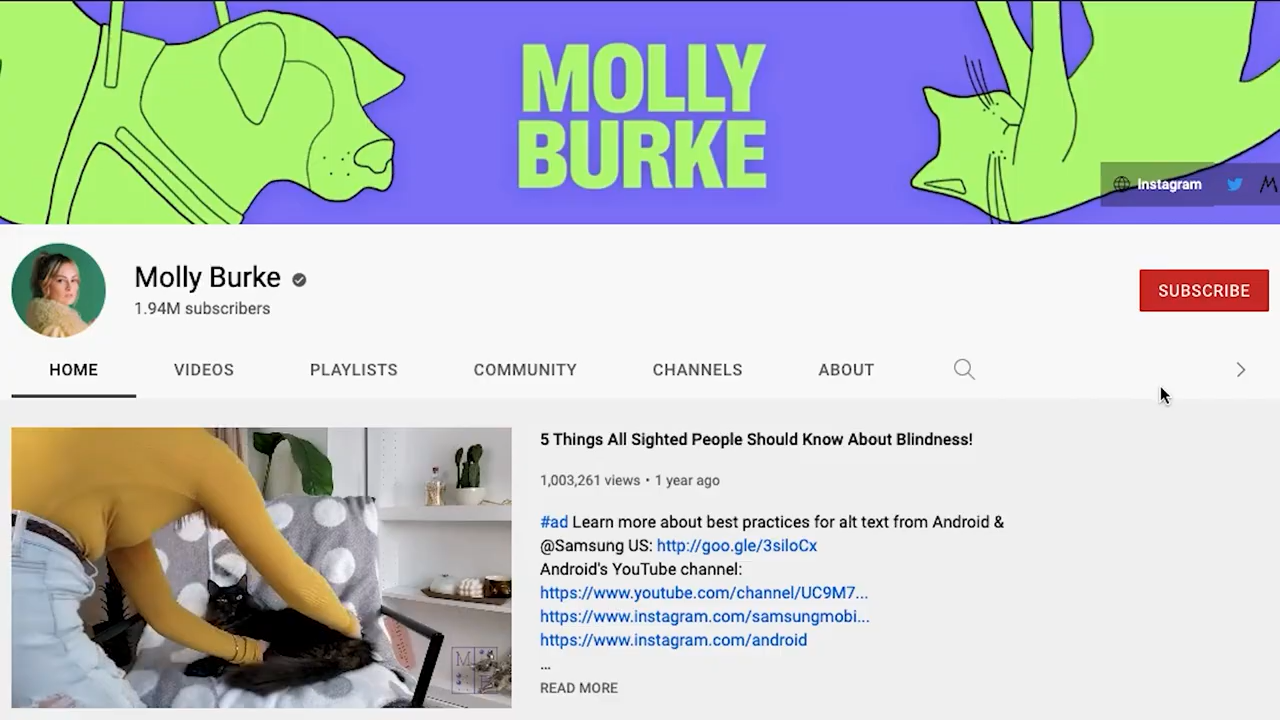 MOLLY
BURKE
Instagram
Molly Burke
1.94M subscribers
SUBSCRIBE
HOME VIDEOS PLAYLISTS COMMUNITY CHANNELS ABOUT
5 Things All Sighted People Should Know About Blindness!
1,003,261 views • 1 year ago
#ad Learn more about best practices for alt text from Android &
@Samsung US: http://goo.gle/3siloCx
Android's YouTube channel:
https://www.youtube.com/channel/UC9M7...
https://www.instagram.com/samsungmobi...
https://www.instagram.com/android
...
READ MORE